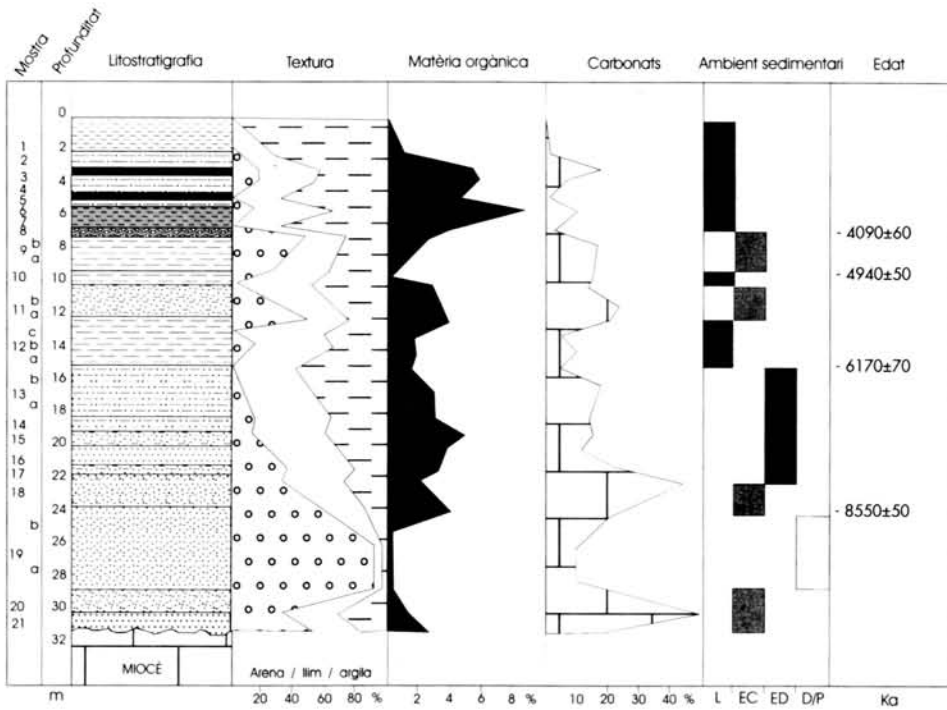 Mostra
Profunditat
Litostratigrafia
Textura
Matèria orgànica
Carbonats
Ambient sedimentari
Edat
0
1
2
2
3
4
4
5
6
6
7
8
8
9
b
a
10
10
11
b
a
12
12
c
b
a
14
13
b
a
16
18
14
15
20
16
17
22
18
24
19
b
a
26
28
20
30
21
32
- 4090±60
- 4940±50
- 6170±70
- 8550±50
MIOCÈ
Arena / llim / argila
m
20 40 60 80 %
2 4 6 8 %
10 20 30 40 %
L EC ED D/P
Ka